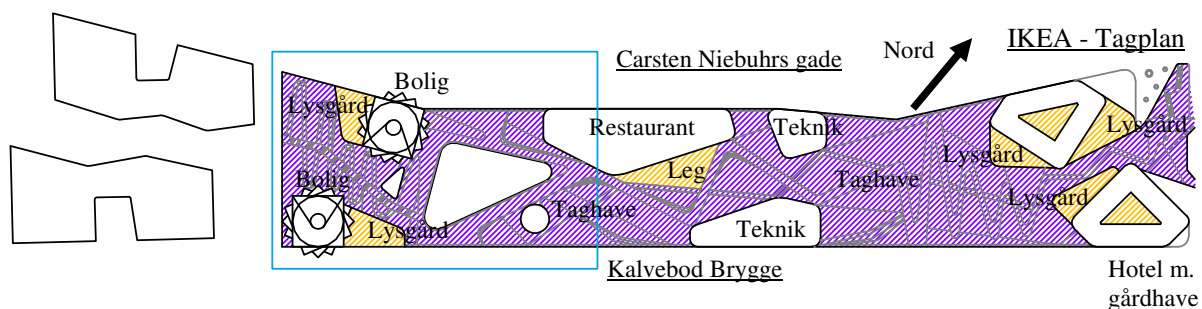 IKEA - Tagplan
Nord
Carsten Niebuhrs gade
Bolig
Lysgård
Restaurant
Teknik
Lysgård
Lysgård
Leg
Taghave
Bolig
Lysgård
Taghave
Lysgård
Teknik
Kalvebod Brygge
Hotel m.
gårdhave